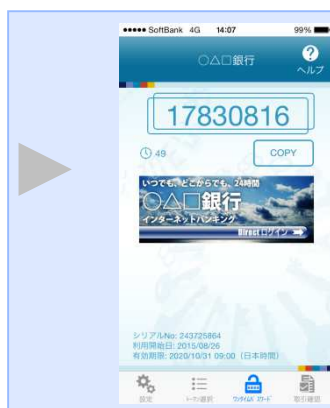 ●●●●● SoftBank 4G 14:07 99%
○△□銀行
?
ヘルプ
17830816
49
COPY
いつでも、どこからでも、24時間
○△□銀行
インターネットバンキング
Direct ログイン
シリアルNo: 243725864
利用開始日: 2015/08/26
有効期限: 2020/10/31 09:00（日本時間）
設定
トークン選択
ワンタイムパスワード
取引確認